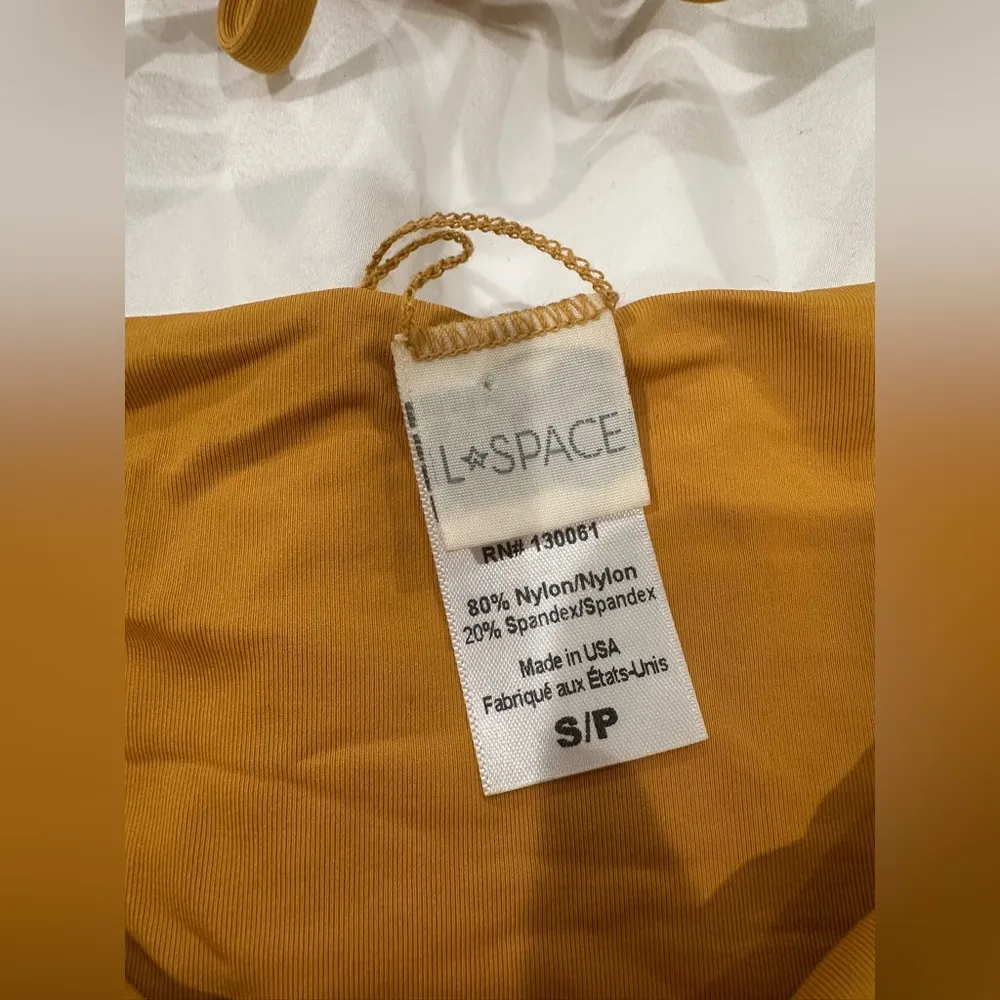 L★SPACE
RN# 130061
80% Nylon/Nylon
20% Spandex/Spandex
Made in USA
Fabriqué aux États-Unis
S/P